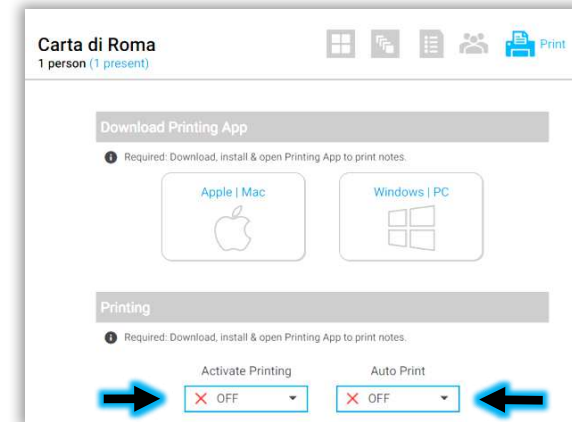 Carta di Roma
1 person (1 present)
Print
Download Printing App
Required: Download, install & open Printing App to print notes.
Apple | Mac
Windows | PC
Printing
Required: Download, install & open Printing App to print notes.
Activate Printing
Auto Print
OFF
OFF